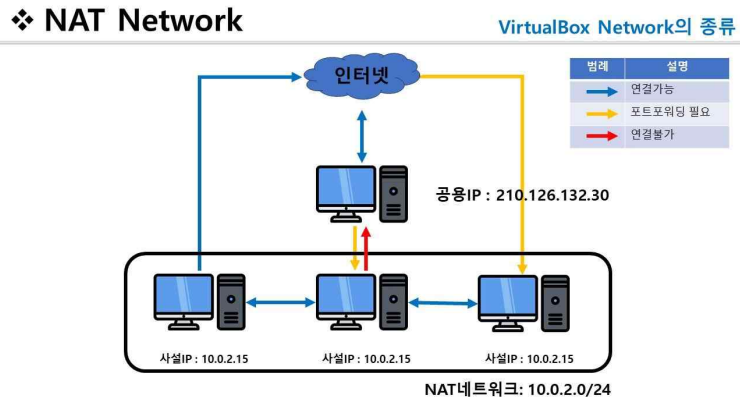 ❖ NAT Network
VirtualBox Network의 종류
인터넷
범례 설명
연결가능
포트포워딩 필요
연결불가
공용IP : 210.126.132.30
사설IP : 10.0.2.15
사설IP : 10.0.2.15
사설IP : 10.0.2.15
NAT네트워크: 10.0.2.0/24